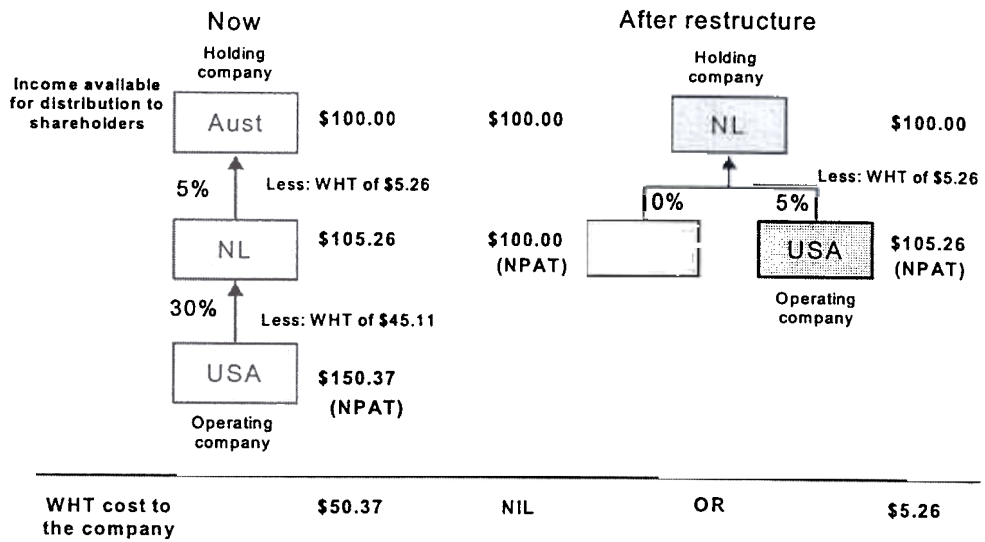 Now
After restructure
Holding
company
Holding
company
Income available
for distribution to
shareholders
Aust
$100.00
$100.00
NL
$100.00
5%
Less: WHT of $5.26
Less: WHT of $5.26
0%
5%
NL
$105.26
$100.00
(NPAT)
USA
$105.26
(NPAT)
30%
Less: WHT of $45.11
Operating
company
USA
$150.37
(NPAT)
Operating
company
WHT cost to
the company
$50.37
NIL
OR
$5.26